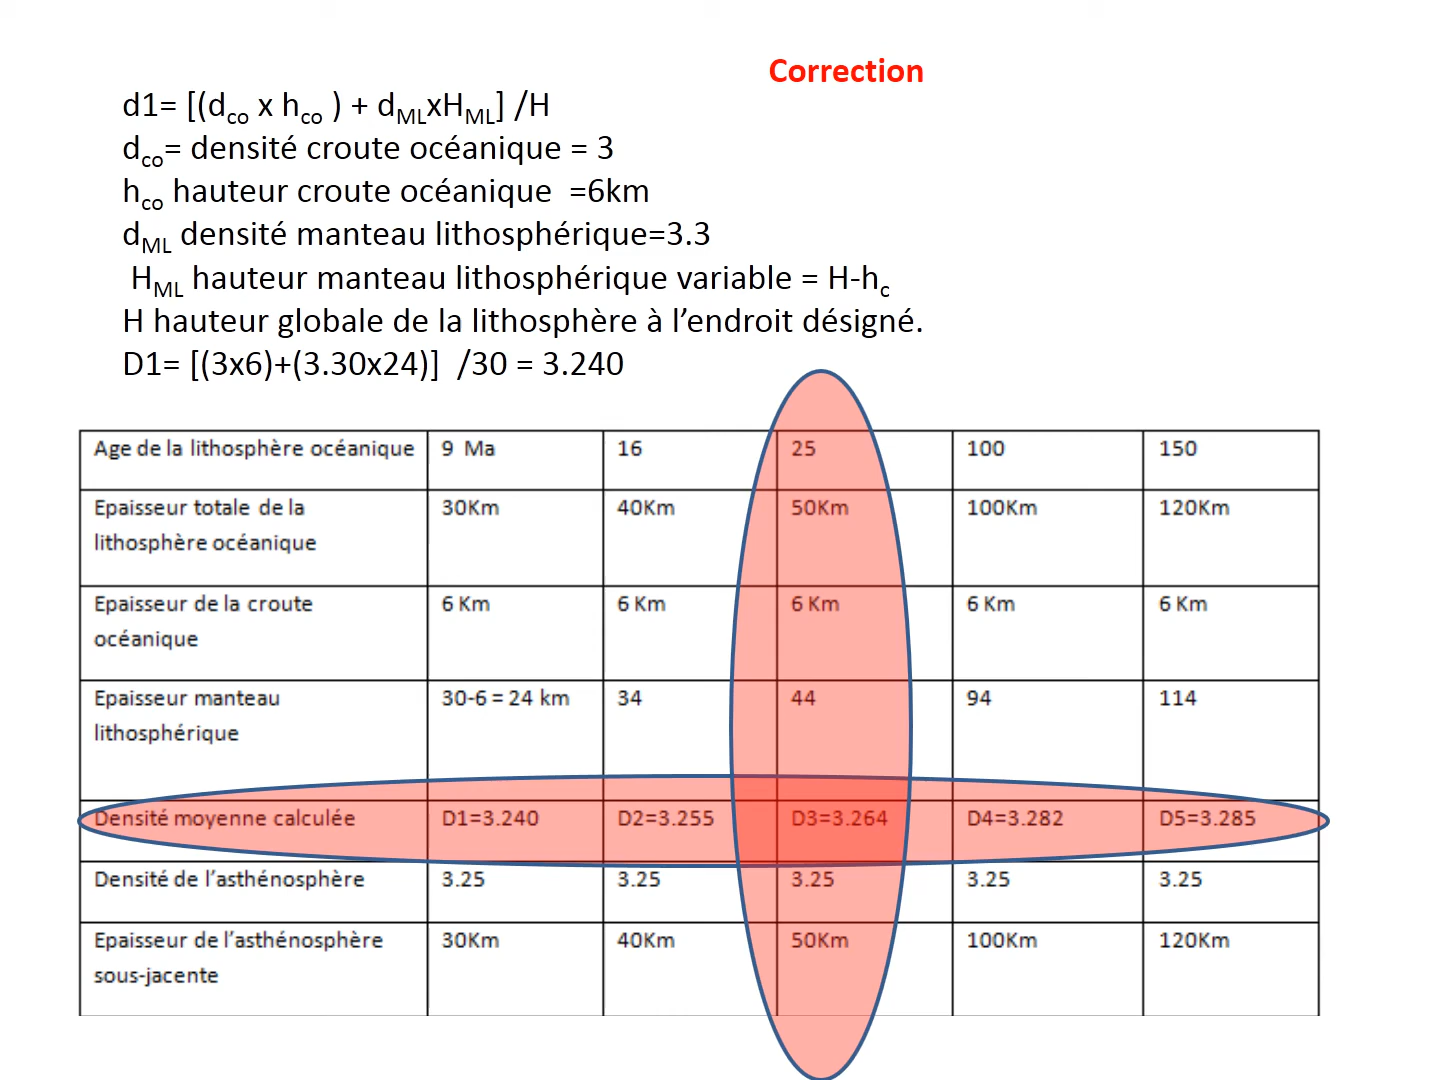 Correction
d1= [(dco x hco ) + dMLxHML] /H
dco= densité croute océanique = 3
hco hauteur croute océanique =6km
dML densité manteau lithosphérique=3.3
HML hauteur manteau lithosphérique variable = H-hc
H hauteur globale de la lithosphère à l’endroit désigné.
D1= [(3x6)+(3.30x24)] /30 = 3.240
Age de la lithosphère océanique 9 Ma 16 25 100 150
Epaisseur totale de la lithosphère océanique 30Km 40Km 50Km 100Km 120Km
Epaisseur de la croute océanique 6 Km 6 Km 6 Km 6 Km 6 Km
Epaisseur manteau lithosphérique 30-6 = 24 km 34 44 94 114
Densité moyenne calculée D1=3.240 D2=3.255 D3=3.264 D4=3.282 D5=3.285
Densité de l’asthénosphère 3.25 3.25 3.25 3.25 3.25
Epaisseur de l’asthénosphère sous-jacente 30Km 40Km 50Km 100Km 120Km